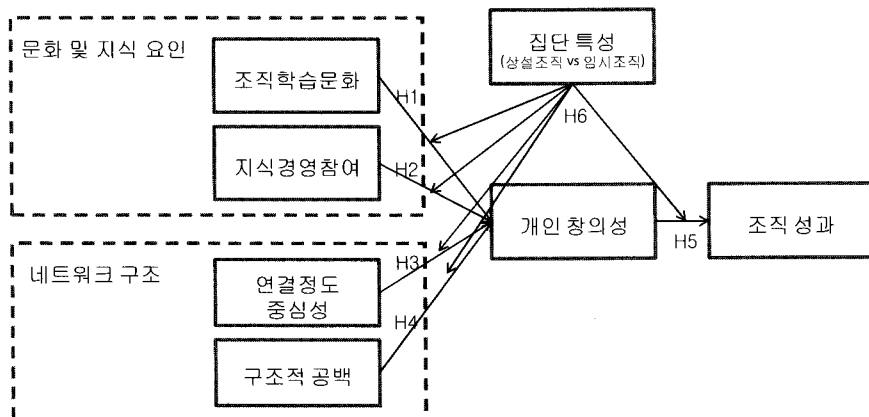 문화 및 지식 요인
조직학습문화
지식경영참여
네트워크 구조
연결정도
중심성
구조적 공백
H1
H2
H3
H4
집단 특성
(상설조직 vs 임시조직)
H6
개인 창의성
H5
조직 성과